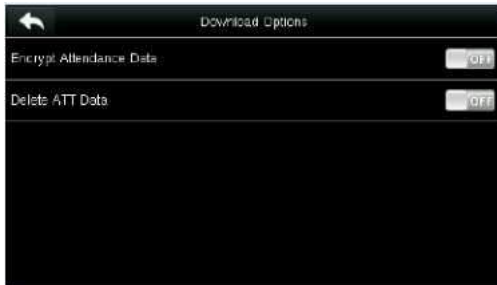 Download Options
Encrypt Attendance Data
OFF
Delete ATT Data
OFF